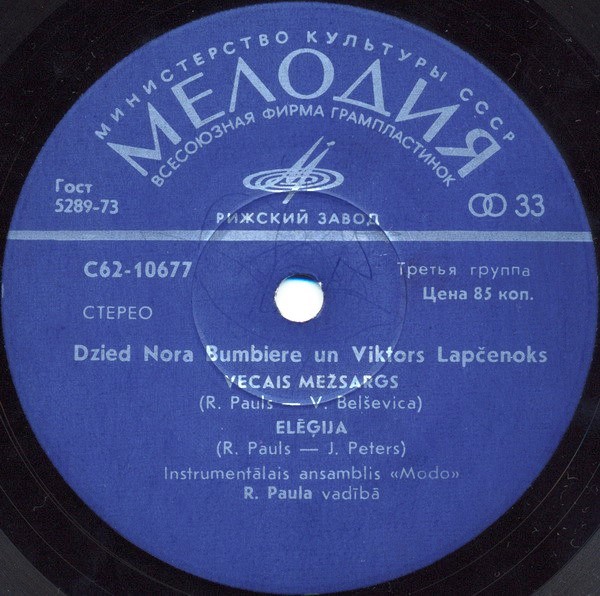 МИНИСТЕРСТВО КУЛЬТУРЫ СССР
МЕЛОДИЯ
ВСЕСОЮЗНАЯ ФИРМА ГРАМПЛАСТИНОК
Гост
5289-73
33
РИЖСКИЙ ЗАВОД
С62-10677
Третья группа
Цена 85 коп.
СТЕРЕО
Dzied Nora Bumbiere un Viktors Lapčenoks
VECAIS MEŽSARGS
(R. Pauls — V. Belševica)
ELĒĢIJA
(R. Pauls — J. Peters)
Instrumentālais ansamblis «Modo»
R. Paula vadībā